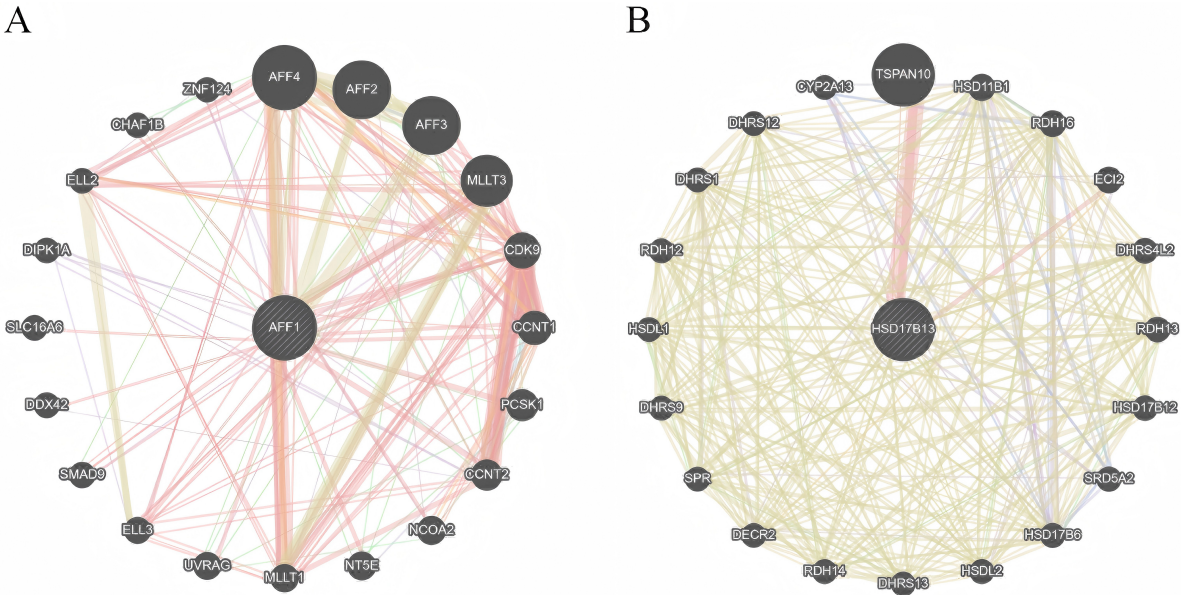 A
B
AFF4
AFF2
AFF3
MLLT3
CDK9
CCNT1
PCSK1
CCNT2
NCOA2
NT5E
MLLT1
UVRAG
ELL3
SMAD9
DDX42
SLC16A6
DIPK1A
ELL2
CHAF1B
ZNF124
AFF1
TSPAN10
HSD11B1
RDH16
ECI2
DHRS4L2
RDH13
HSD17B12
SRD5A2
HSD17B6
HSDL2
DHRS13
RDH14
DECR2
SPR
DHRS9
HSDL1
RDH12
DHRS1
DHRS12
CYP2A13
HSD17B13